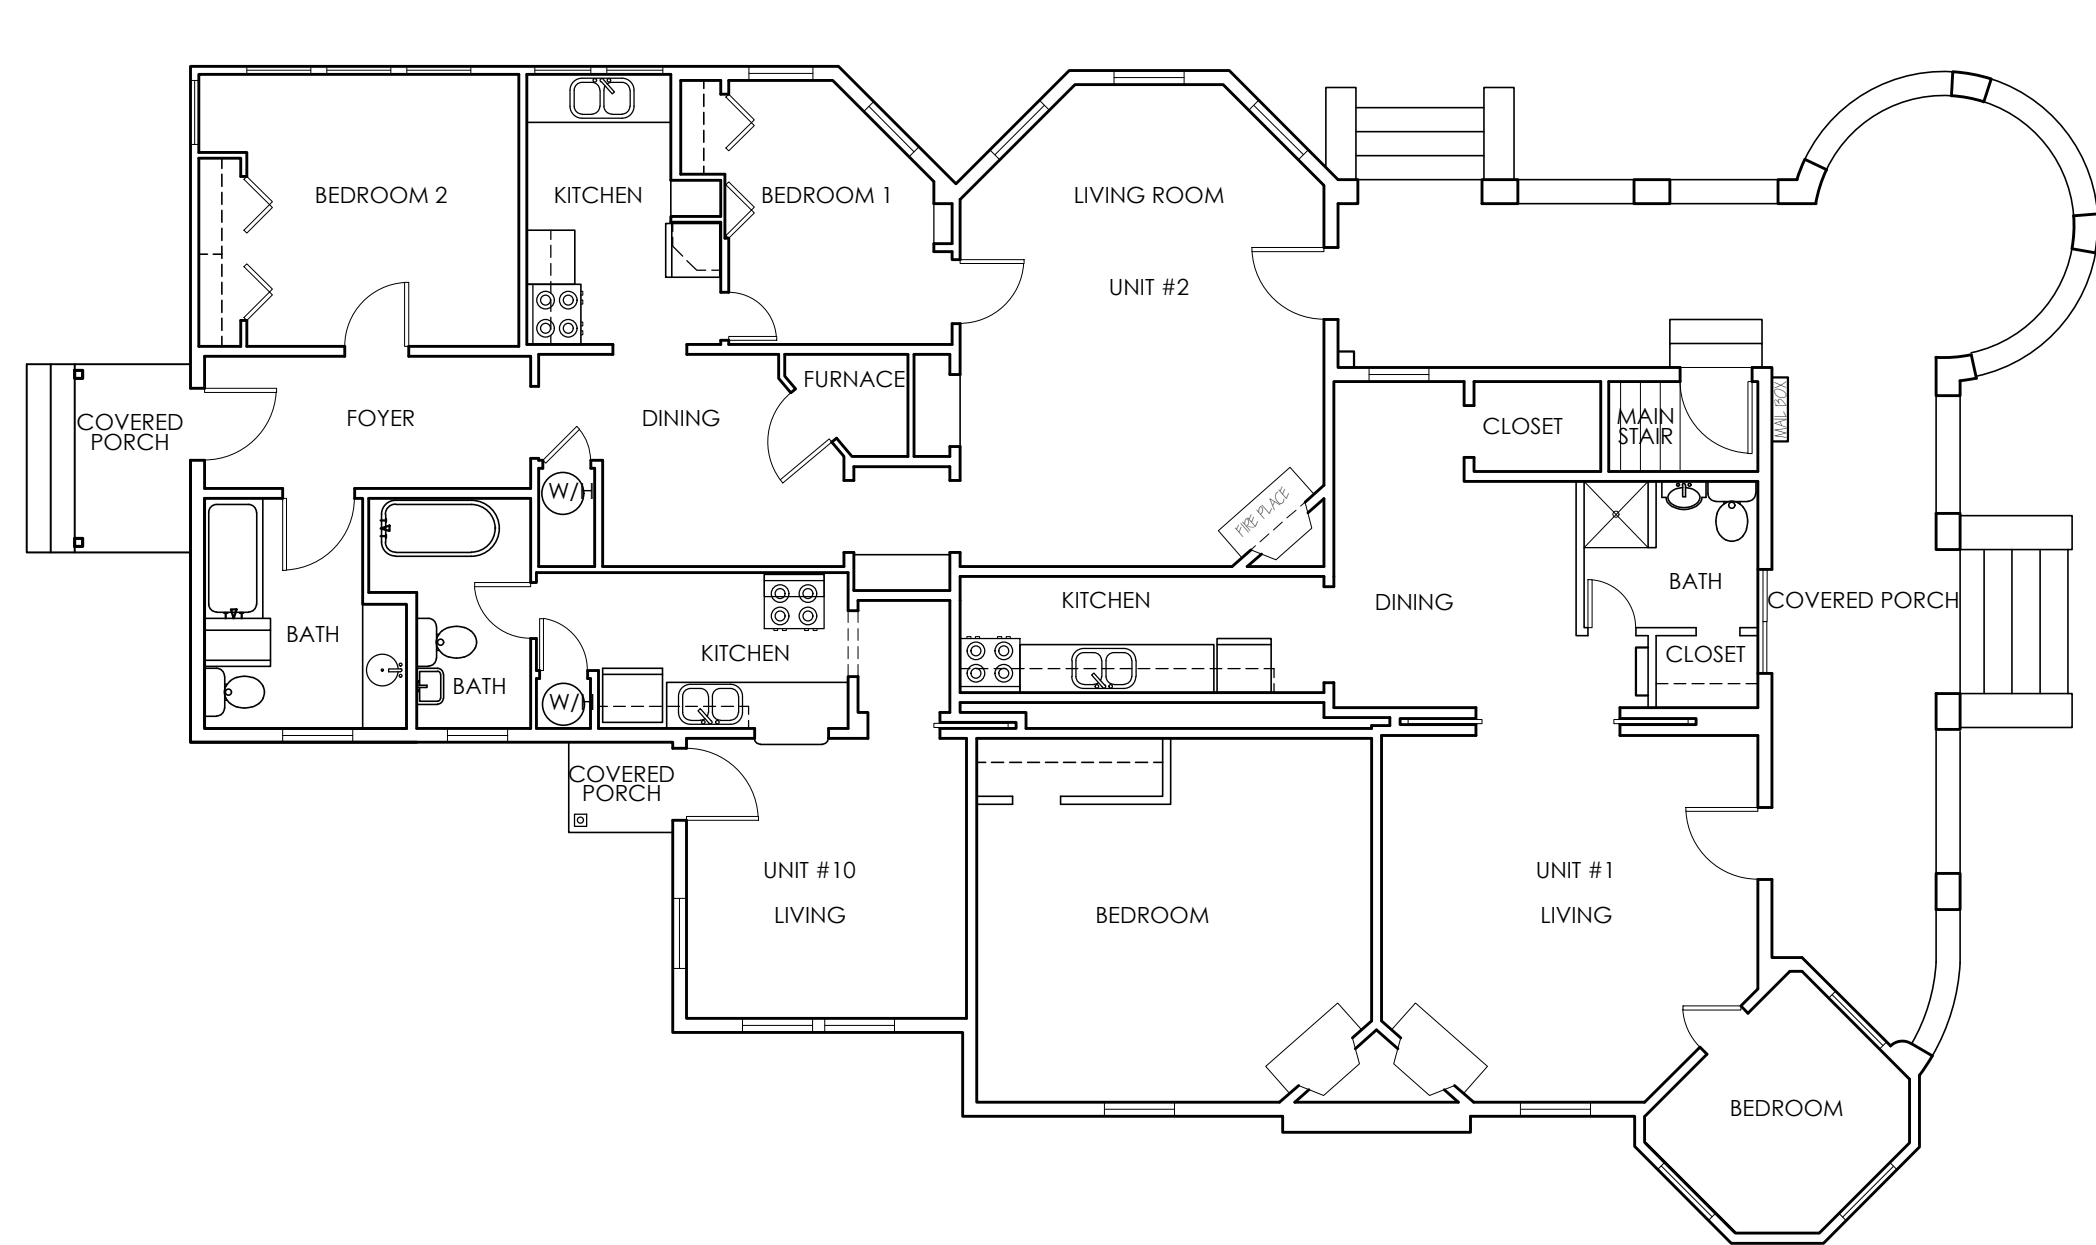 BEDROOM 2
KITCHEN
BEDROOM 1
LIVING ROOM
UNIT #2
FURNACE
COVERED
PORCH
FOYER
DINING
CLOSET
MAIN
STAIR
MAIL BOX
W/H
FIRE PLACE
BATH
KITCHEN
DINING
COVERED PORCH
BATH
KITCHEN
CLOSET
BATH
W/H
COVERED
PORCH
UNIT #10
LIVING
BEDROOM
UNIT #1
LIVING
BEDROOM